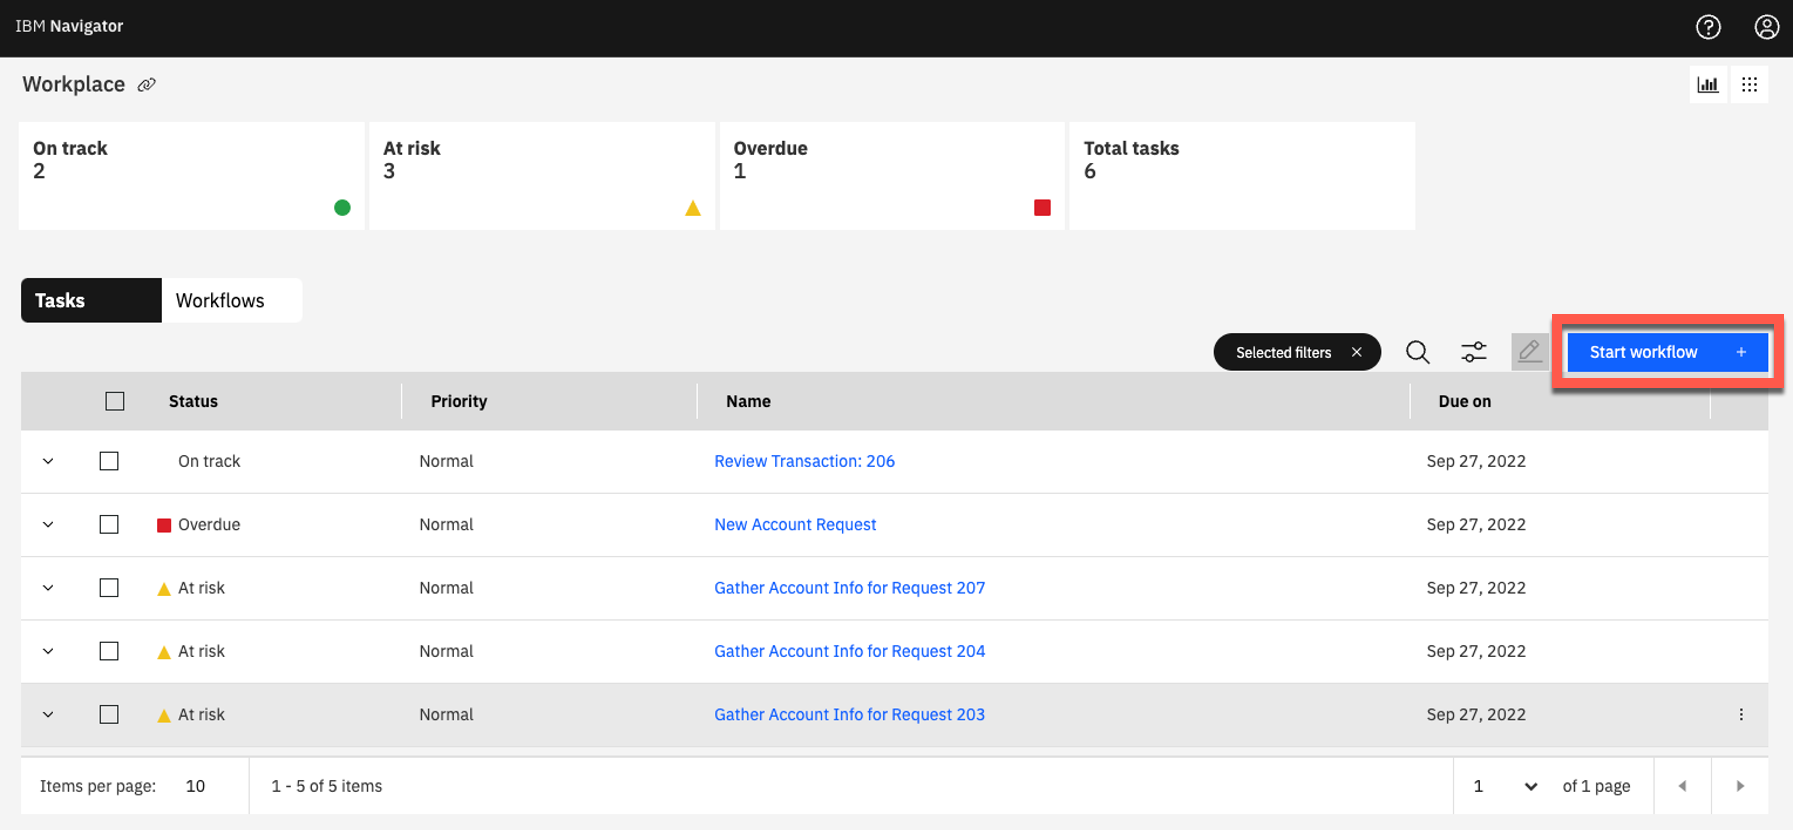 IBM Navigator
Workplace
On track
2
At risk
3
Overdue
1
Total tasks
6
Tasks
Workflows
Selected filters
Start workflow +
Status Priority Name Due on
On track Normal Review Transaction: 206 Sep 27, 2022
Overdue Normal New Account Request Sep 27, 2022
At risk Normal Gather Account Info for Request 207 Sep 27, 2022
At risk Normal Gather Account Info for Request 204 Sep 27, 2022
At risk Normal Gather Account Info for Request 203 Sep 27, 2022
Items per page: 10 1 - 5 of 5 items 1 of 1 page